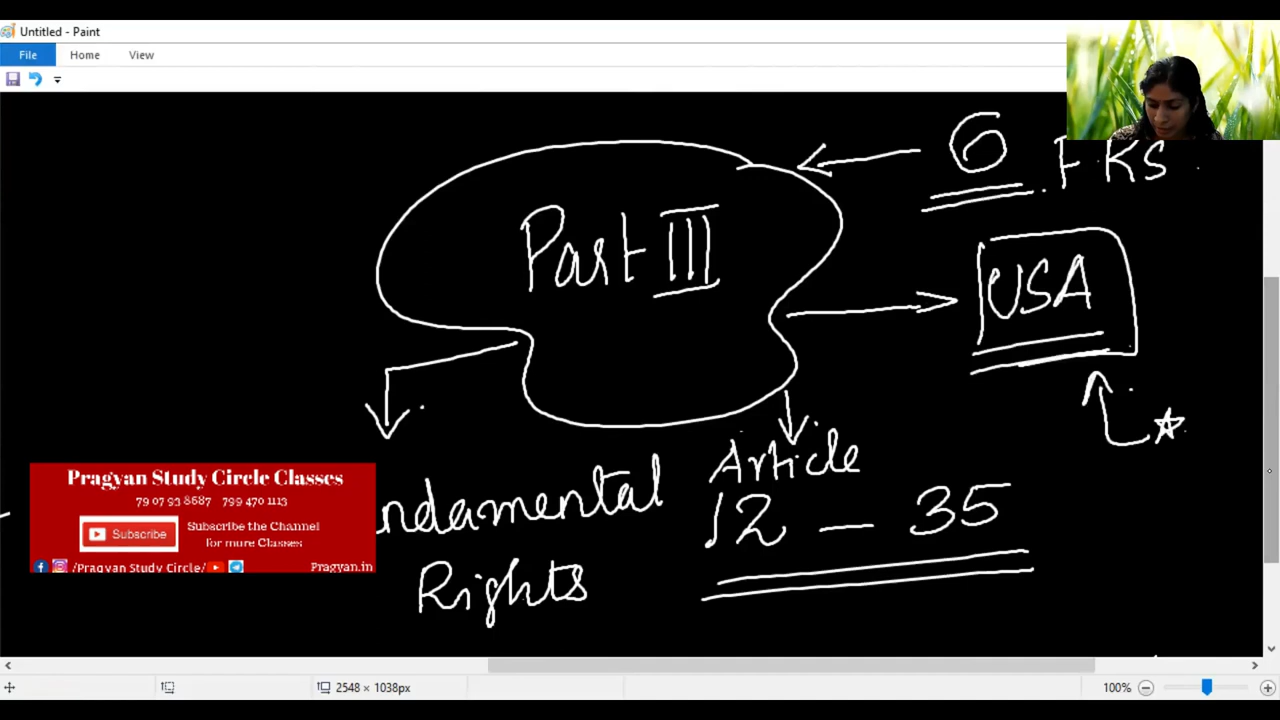 Untitled - Paint
File Home View
6 F.RS
Part III
USA
Article
12 - 35
ndamental
Rights
Pragyan Study Circle Classes
79 07 93 8687 799 470 1113
Subscribe
Subscribe the Channel
for more Classes
/Pragyan Study Circle/
Pragyan.in
2548 × 1038px
100%